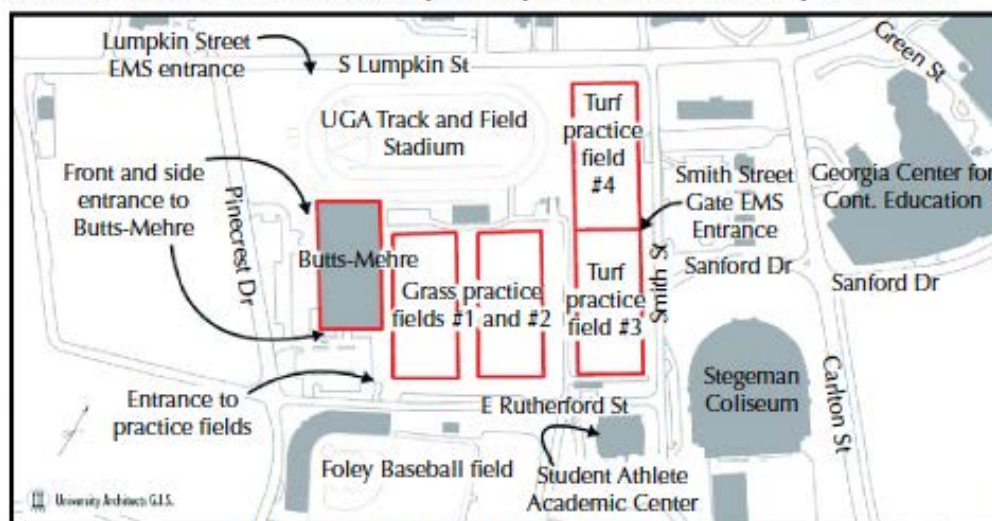 Lumpkin Street
EMS entrance
S Lumpkin St
Green St
UGA Track and Field
Stadium
Turf
practice
field
#4
Front and side
entrance to
Butts-Mehre
Pinecrest Dr
Smith Street
Gate EMS
Entrance
Georgia Center for
Cont. Education
Butts-Mehre
Grass practice
fields #1 and #2
Turf
practice
field #3
Smith St
Sanford Dr
Sanford Dr
Entrance to
practice fields
E Rutherford St
Stegeman
Coliseum
Carlton St
Foley Baseball field
Student Athlete
Academic Center
University Architects G.I.S.